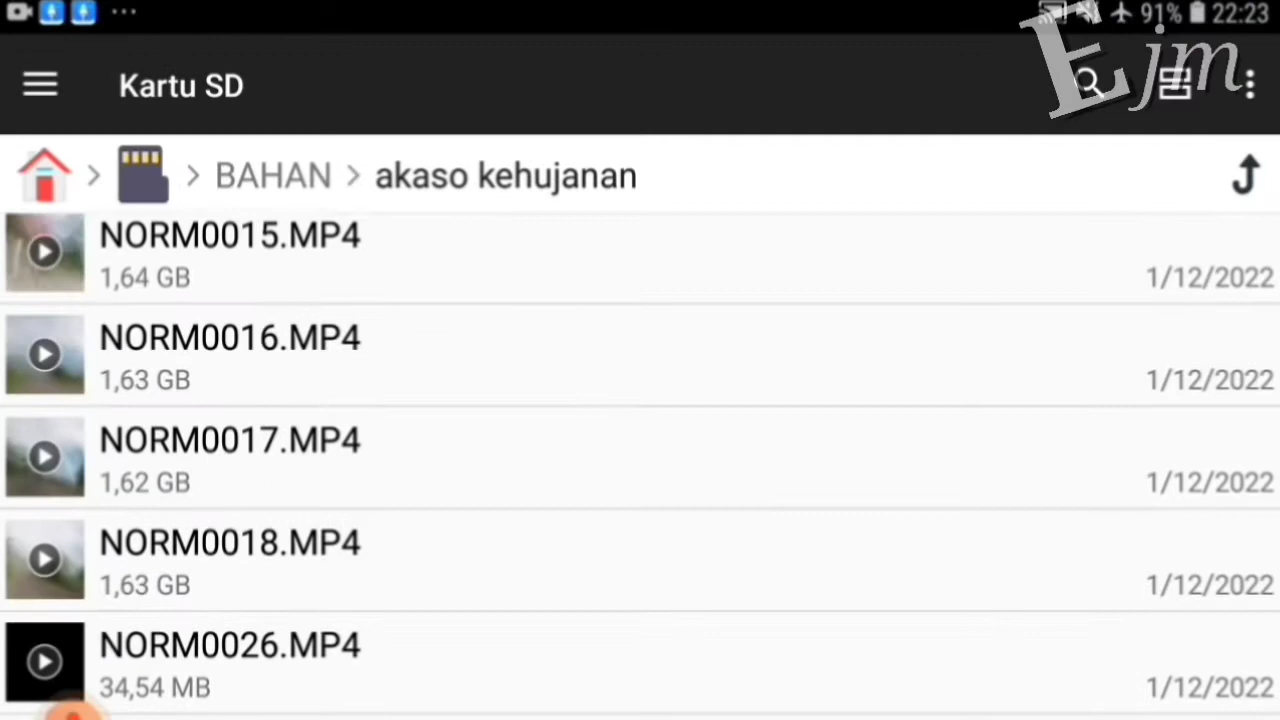 91% 22:23
Ejm
Kartu SD
BAHAN akaso kehujanan
NORM0015.MP4
1,64 GB 1/12/2022
NORM0016.MP4
1,63 GB 1/12/2022
NORM0017.MP4
1,62 GB 1/12/2022
NORM0018.MP4
1,63 GB 1/12/2022
NORM0026.MP4
34,54 MB 1/12/2022